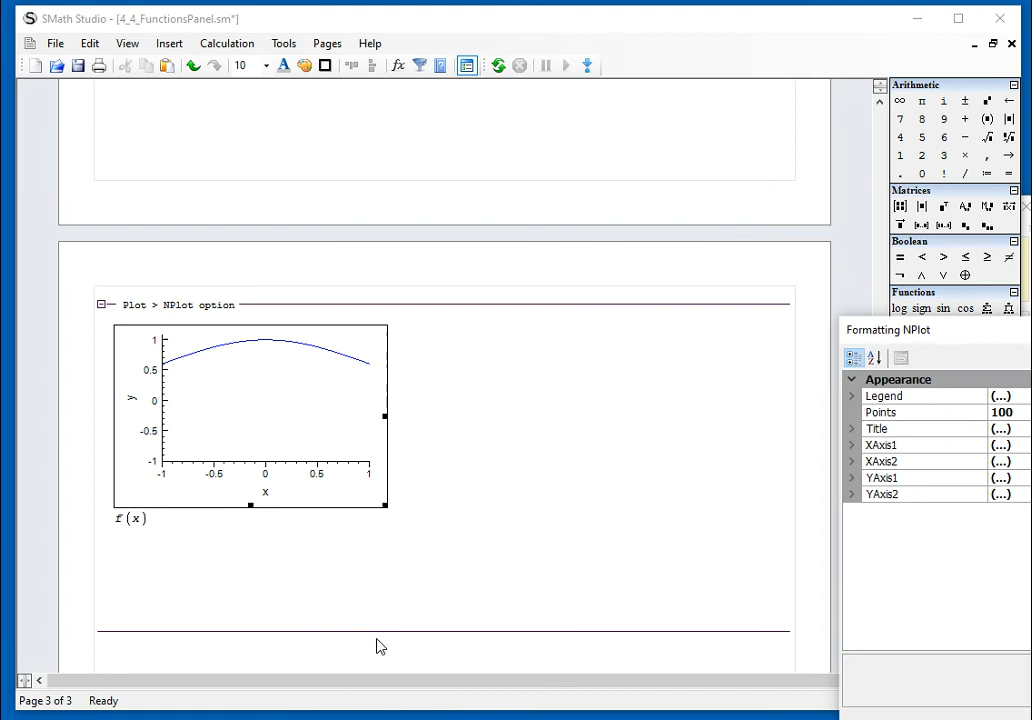 SMath Studio - [4_4_FunctionsPanel.sm*]
File Edit View Insert Calculation Tools Pages Help
10
Arithmetic
∞ π i ± ←
7 8 9 +
4 5 6 −
1 2 3 × , →
. 0 ! / := =
Matrices
Boolean
= < > ≤ ≥ ≠
¬ ∧ ∨ ⊕
Functions
log sign sin cos
Plot > NPlot option
1
0.5
0
-0.5
-1
y
-1 -0.5 0 0.5 1
x
f(x)
Formatting NPlot
Appearance
Legend (...)
Points 100
Title (...)
XAxis1 (...)
XAxis2 (...)
YAxis1 (...)
YAxis2 (...)
Page 3 of 3 Ready